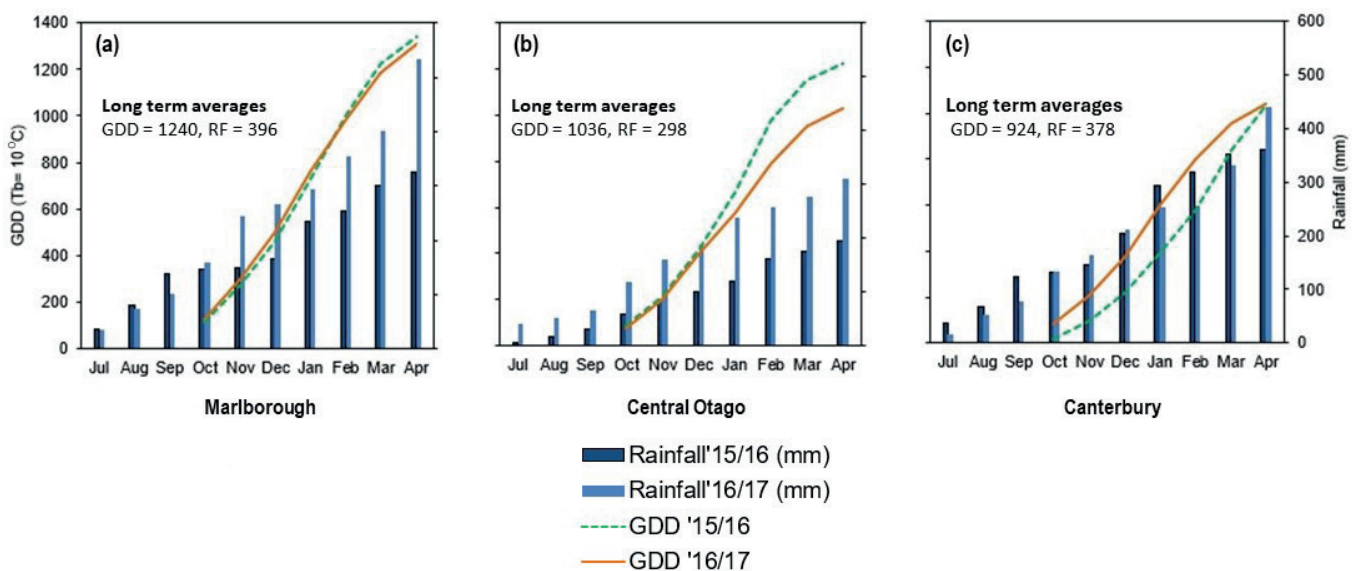 1400
1200
1000
800
600
400
200
0
GDD (Tb= 10 °C)
(a)
Long term averages
GDD = 1240, RF = 396
Jul Aug Sep Oct Nov Dec Jan Feb Mar Apr
Marlborough
(b)
Long term averages
GDD = 1036, RF = 298
Jul Aug Sep Oct Nov Dec Jan Feb Mar Apr
Central Otago
(c)
Long term averages
GDD = 924, RF = 378
Jul Aug Sep Oct Nov Dec Jan Feb Mar Apr
Canterbury
600
500
400
300
200
100
0
Rainfall (mm)
Rainfall'15/16 (mm)
Rainfall'16/17 (mm)
GDD '15/16
GDD '16/17